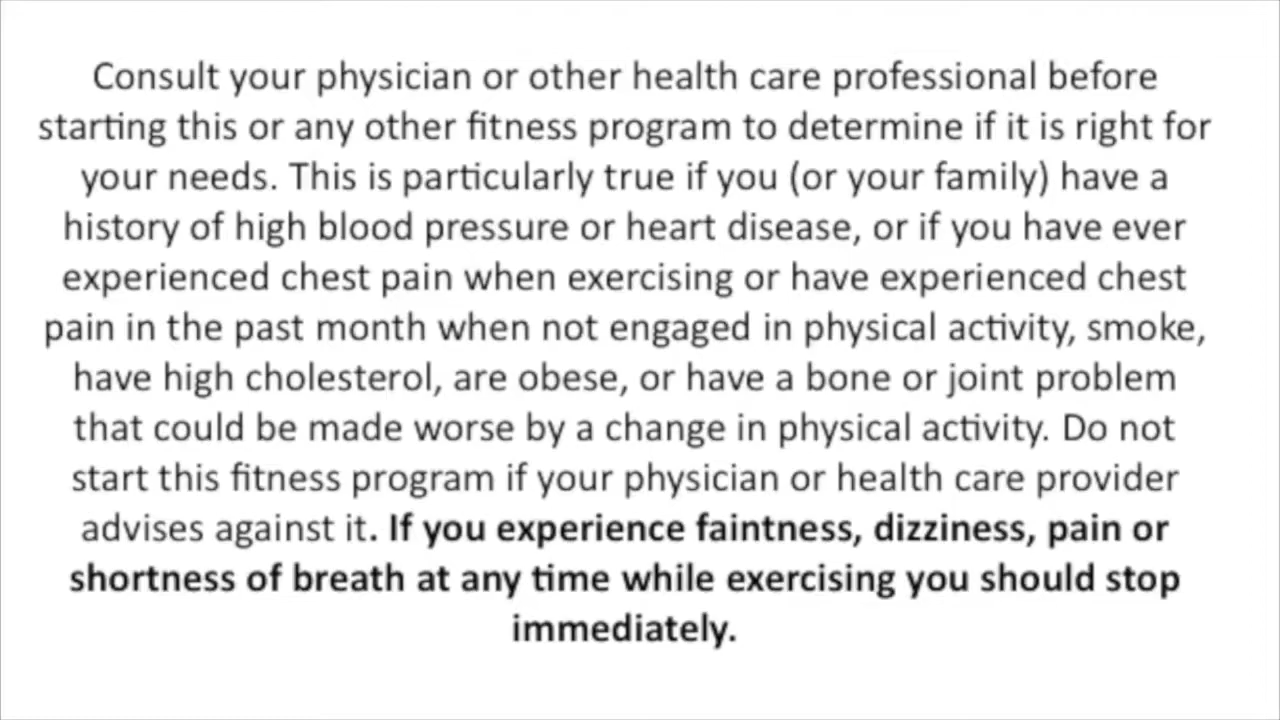 Consult your physician or other health care professional before
starting this or any other fitness program to determine if it is right for
your needs. This is particularly true if you (or your family) have a
history of high blood pressure or heart disease, or if you have ever
experienced chest pain when exercising or have experienced chest
pain in the past month when not engaged in physical activity, smoke,
have high cholesterol, are obese, or have a bone or joint problem
that could be made worse by a change in physical activity. Do not
start this fitness program if your physician or health care provider
advises against it. If you experience faintness, dizziness, pain or
shortness of breath at any time while exercising you should stop
immediately.